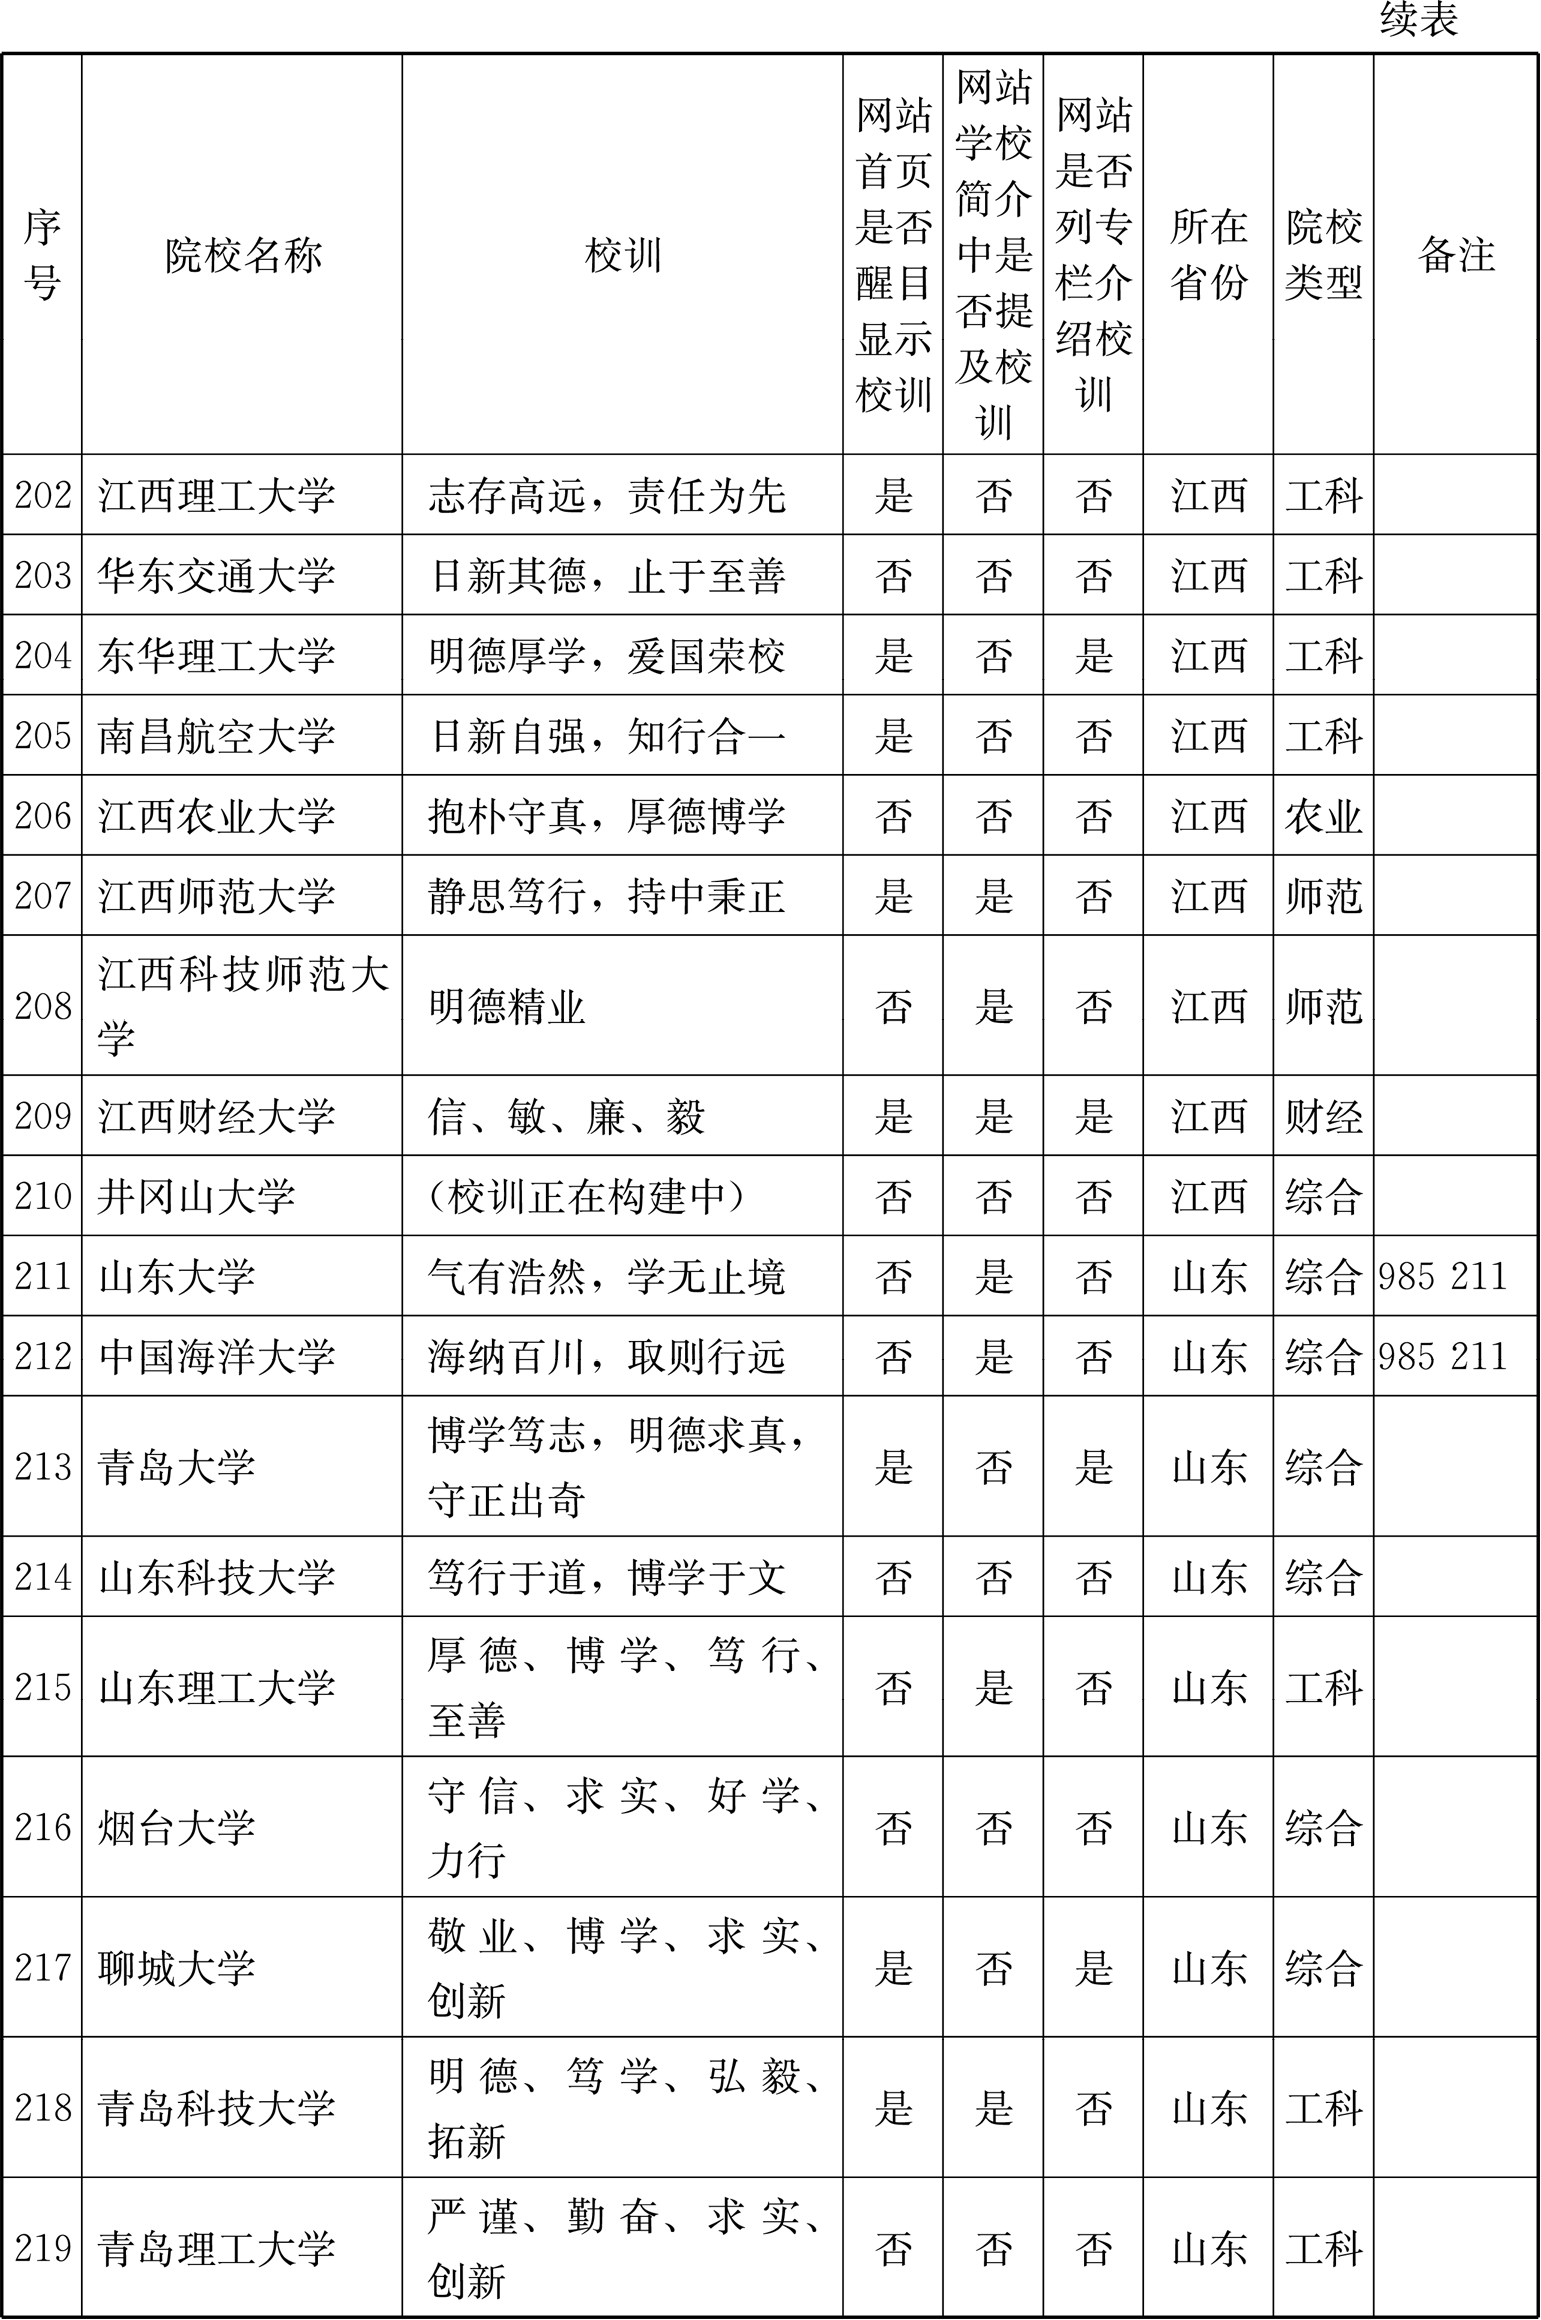 续表
序号 院校名称 校训 网站首页是否醒目显示校训 网站学校简介中是否提及校训 网站是否列专栏介绍校训 所在省份 院校类型 备注
202 江西理工大学 志存高远，责任为先 是 否 否 江西 工科
203 华东交通大学 日新其德，止于至善 否 否 否 江西 工科
204 东华理工大学 明德厚学，爱国荣校 是 否 是 江西 工科
205 南昌航空大学 日新自强，知行合一 是 否 否 江西 工科
206 江西农业大学 抱朴守真，厚德博学 否 否 否 江西 农业
207 江西师范大学 静思笃行，持中秉正 是 是 否 江西 师范
208 江西科技师范大学 明德精业 否 是 否 江西 师范
209 江西财经大学 信、敏、廉、毅 是 是 是 江西 财经
210 井冈山大学 （校训正在构建中） 否 否 否 江西 综合
211 山东大学 气有浩然，学无止境 否 是 否 山东 综合 985 211
212 中国海洋大学 海纳百川，取则行远 否 是 否 山东 综合 985 211
213 青岛大学 博学笃志，明德求真，守正出奇 是 否 是 山东 综合
214 山东科技大学 笃行于道，博学于文 否 否 否 山东 综合
215 山东理工大学 厚德、博学、笃行、至善 否 是 否 山东 工科
216 烟台大学 守信、求实、好学、力行 否 否 否 山东 综合
217 聊城大学 敬业、博学、求实、创新 是 否 是 山东 综合
218 青岛科技大学 明德、笃学、弘毅、拓新 是 是 否 山东 工科
219 青岛理工大学 严谨、勤奋、求实、创新 否 否 否 山东 工科